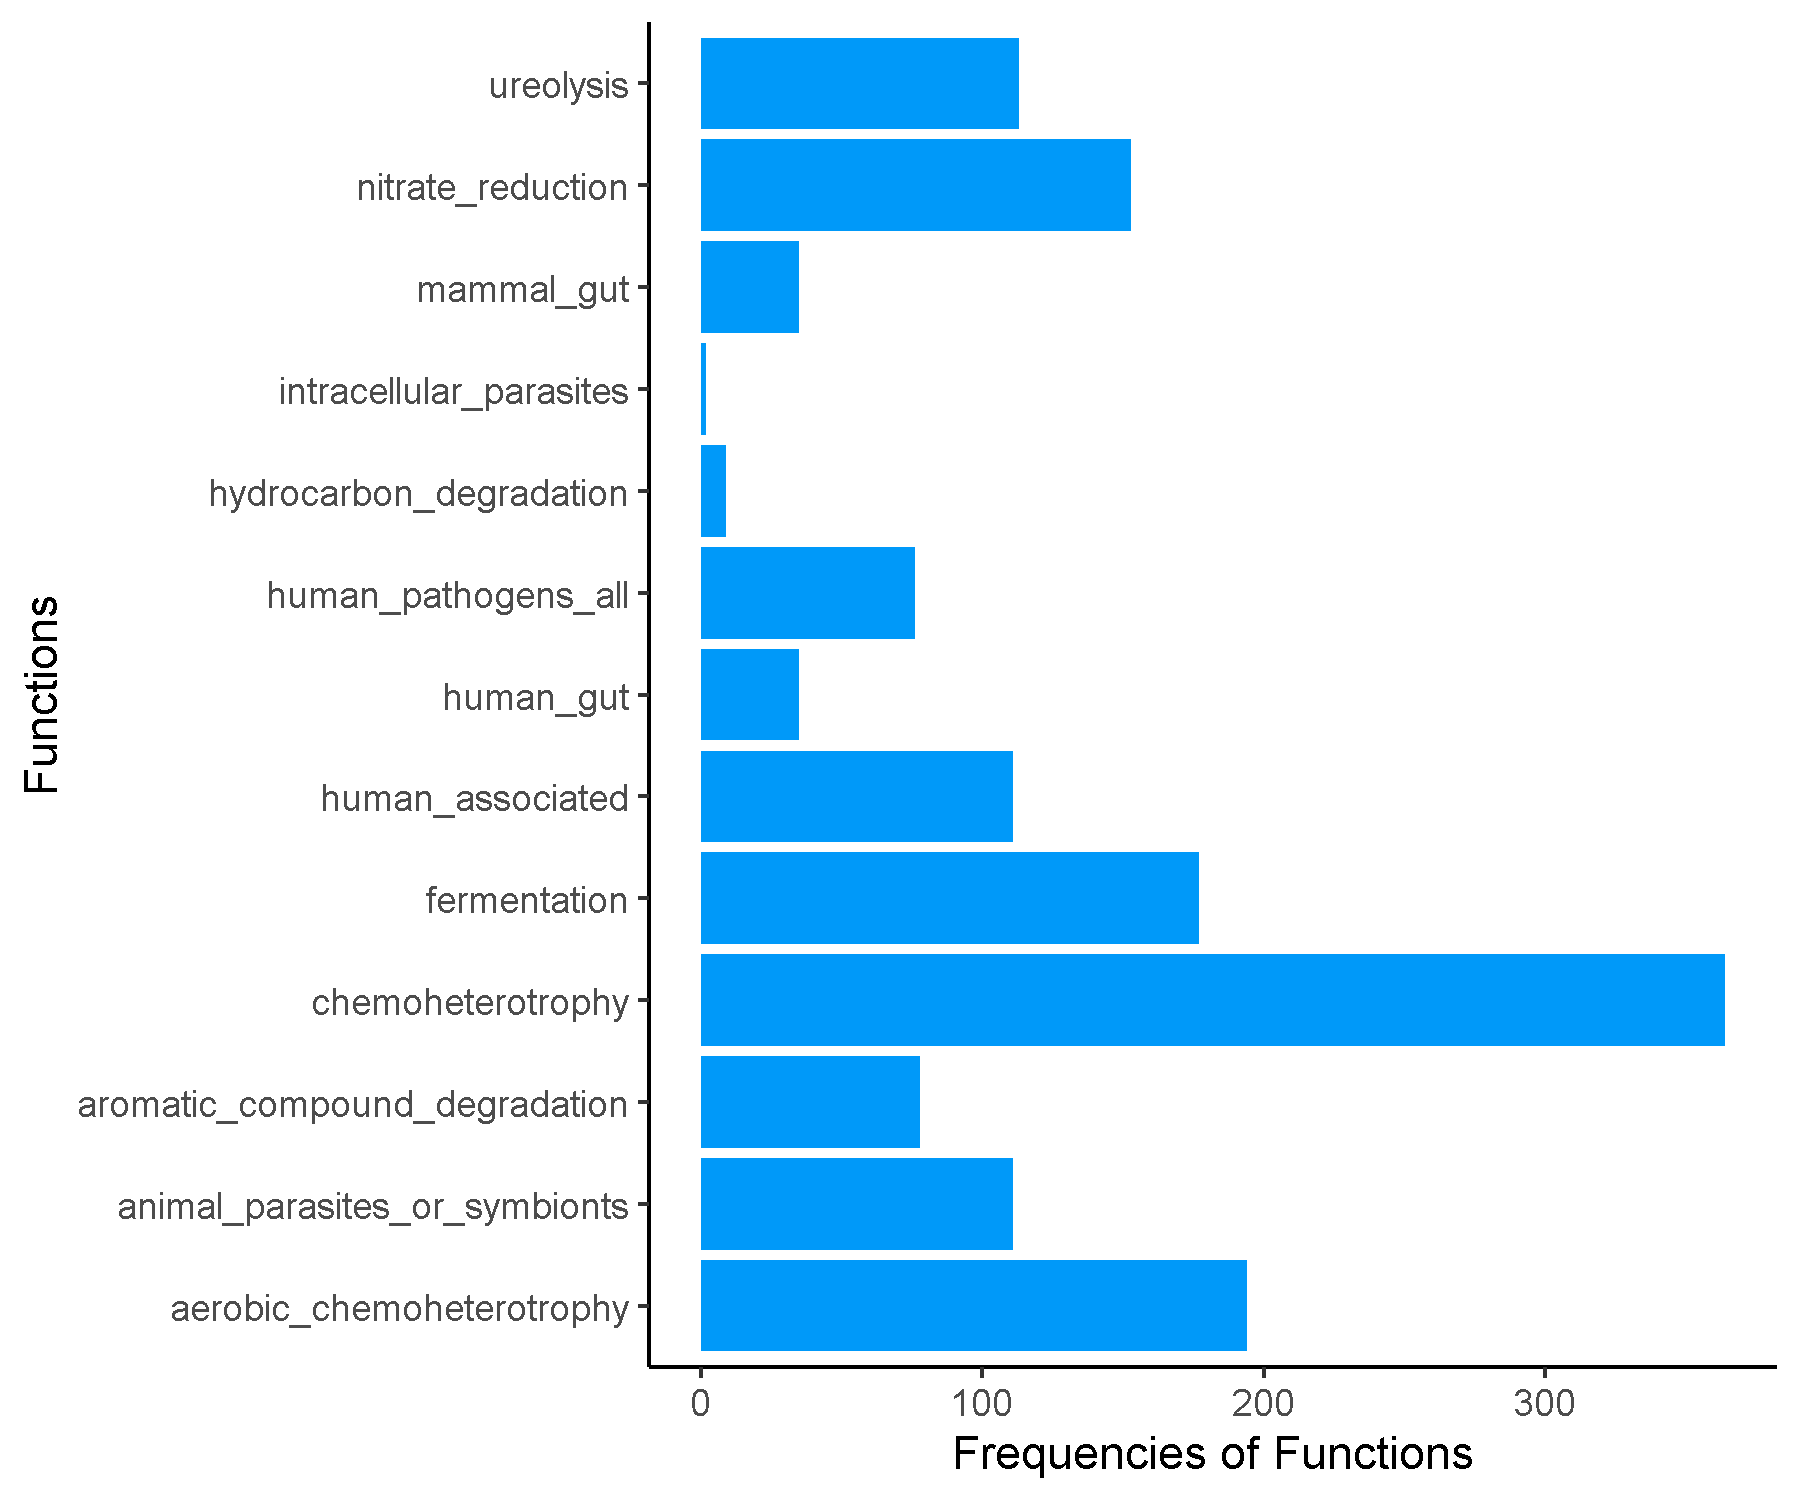 Functions
ureolysis
nitrate_reduction
mammal_gut
intracellular_parasites
hydrocarbon_degradation
human_pathogens_all
human_gut
human_associated
fermentation
chemoheterotrophy
aromatic_compound_degradation
animal_parasites_or_symbionts
aerobic_chemoheterotrophy
0 100 200 300
Frequencies of Functions